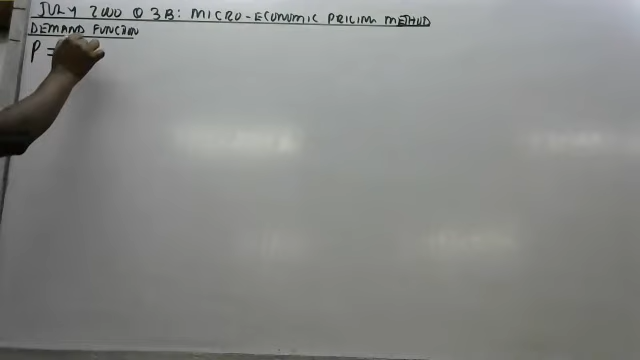 JULY 2000 Q 3B: MICRO-ECONOMIC PRICING METHOD
DEMAND FUNCTION
P =